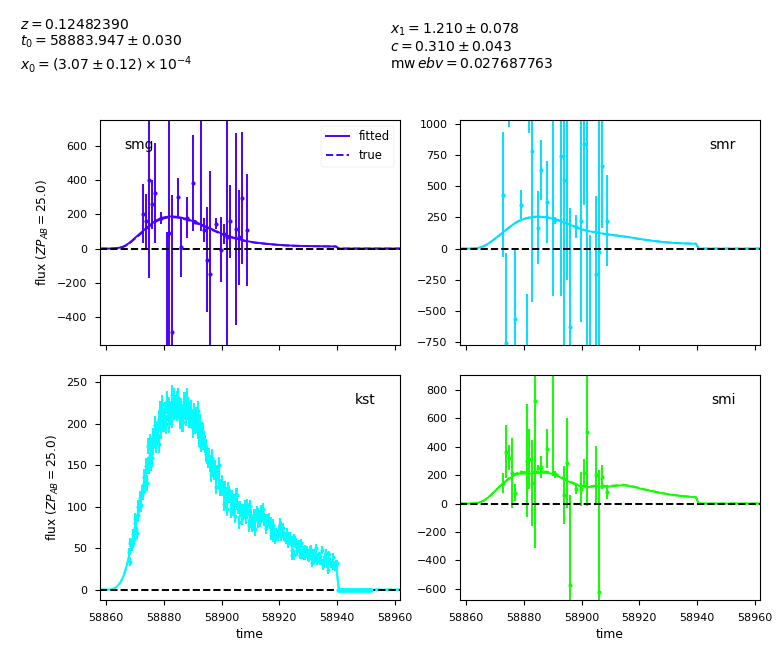 z = 0.12482390
t₀ = 58883.947 ± 0.030
x₀ = (3.07 ± 0.12) × 10⁻⁴
x₁ = 1.210 ± 0.078
c = 0.310 ± 0.043
mw ebv = 0.027687763
smg
fitted
true
600
400
200
0
−200
−400
flux (ZP_AB = 25.0)
smr
1000
750
500
250
0
−250
−500
−750
kst
250
200
150
100
50
0
flux (ZP_AB = 25.0)
58860 58880 58900 58920 58940 58960
time
smi
800
600
400
200
0
−200
−400
−600
58860 58880 58900 58920 58940 58960
time